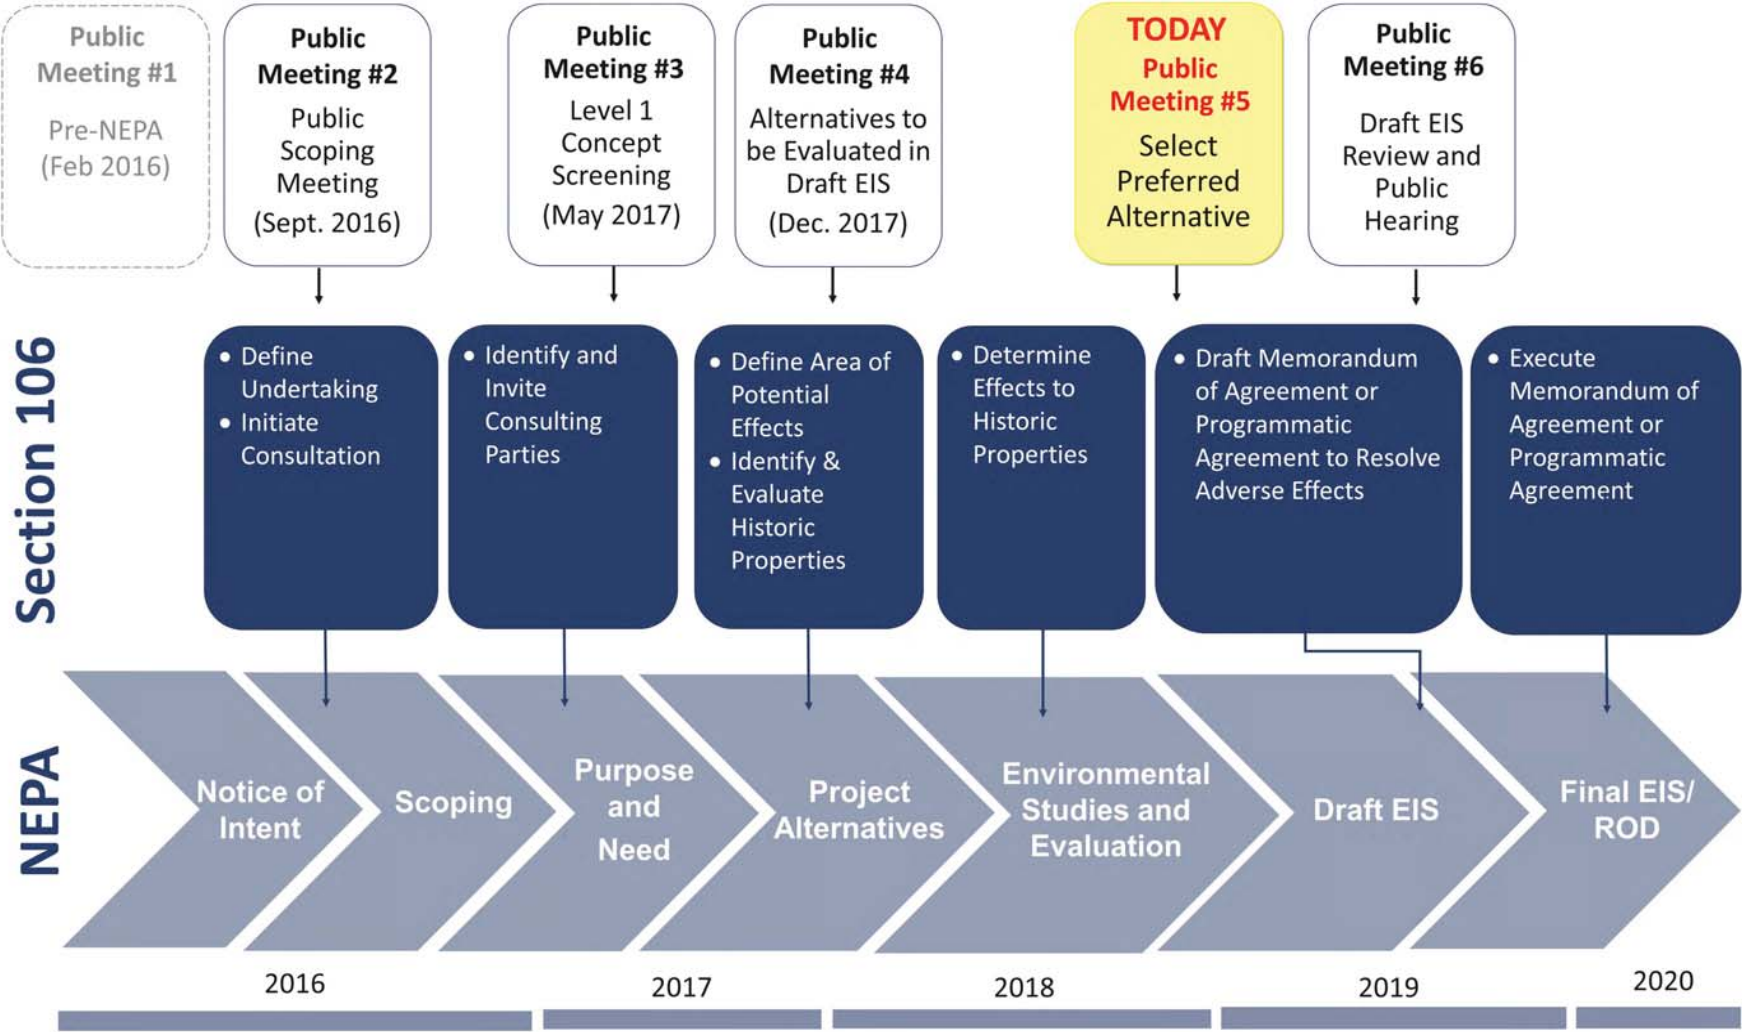 Public
Meeting #1
Pre-NEPA
(Feb 2016)
Public
Meeting #2
Public
Scoping
Meeting
(Sept. 2016)
Public
Meeting #3
Level 1
Concept
Screening
(May 2017)
Public
Meeting #4
Alternatives to
be Evaluated in
Draft EIS
(Dec. 2017)
TODAY
Public
Meeting #5
Select
Preferred
Alternative
Public
Meeting #6
Draft EIS
Review and
Public
Hearing
Section 106
• Define
Undertaking
• Initiate
Consultation
• Identify and
Invite
Consulting
Parties
• Define Area of
Potential
Effects
• Identify &
Evaluate
Historic
Properties
• Determine
Effects to
Historic
Properties
• Draft Memorandum
of Agreement or
Programmatic
Agreement to Resolve
Adverse Effects
• Execute
Memorandum of
Agreement or
Programmatic
Agreement
NEPA
Notice of
Intent
Scoping
Purpose
and
Need
Project
Alternatives
Environmental
Studies and
Evaluation
Draft EIS
Final EIS/
ROD
2016
2017
2018
2019
2020